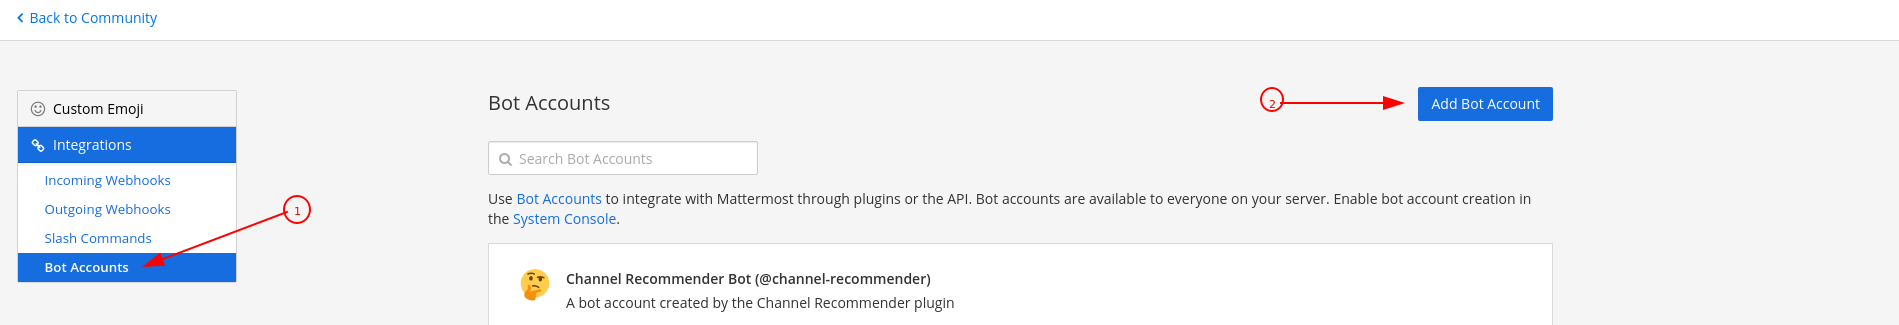 Back to Community
Custom Emoji
Integrations
Incoming Webhooks
Outgoing Webhooks
Slash Commands
Bot Accounts
1
Bot Accounts
2
Add Bot Account
Search Bot Accounts
Use Bot Accounts to integrate with Mattermost through plugins or the API. Bot accounts are available to everyone on your server. Enable bot account creation in
the System Console.
Channel Recommender Bot (@channel-recommender)
A bot account created by the Channel Recommender plugin